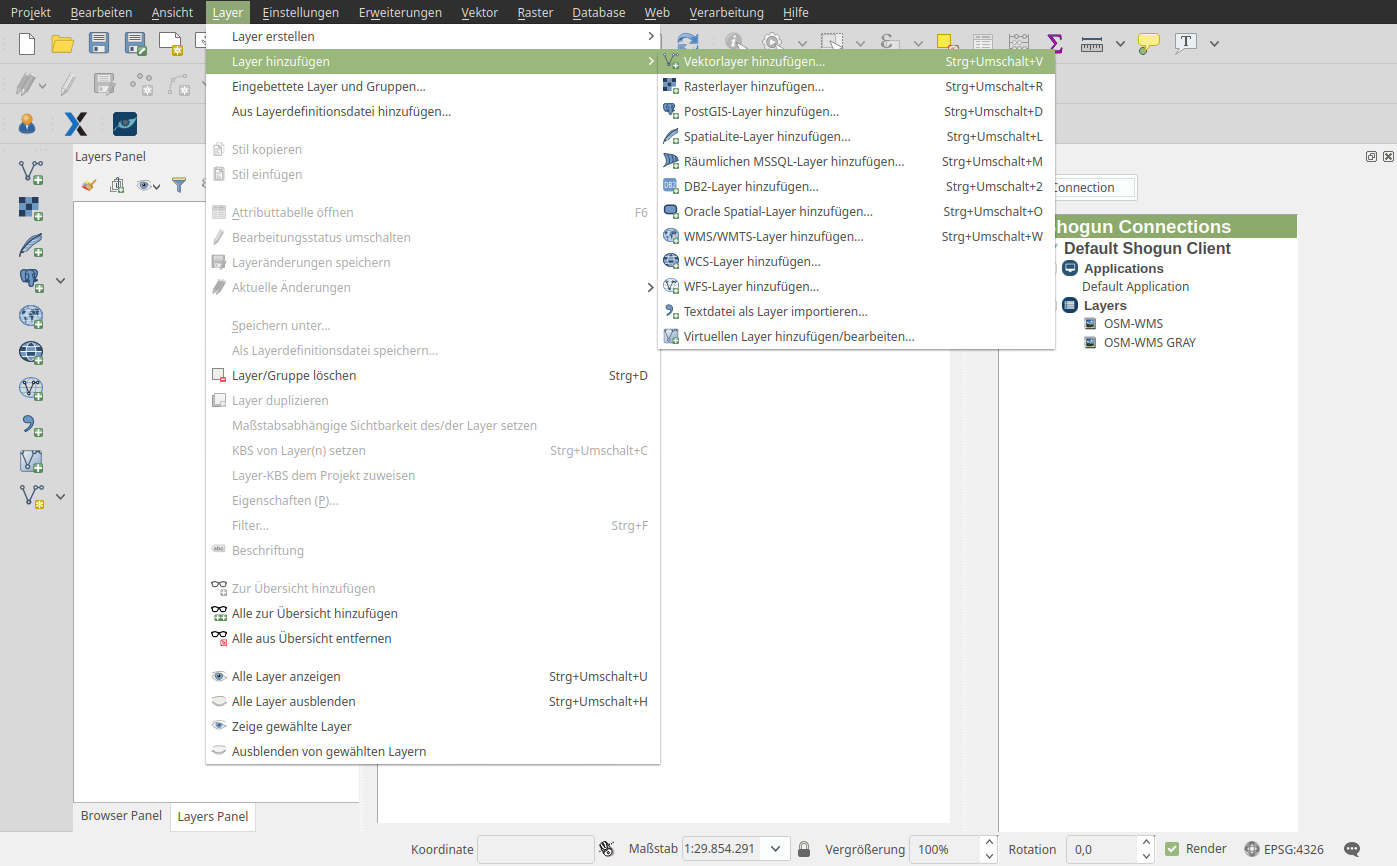 Projekt Bearbeiten Ansicht Layer Einstellungen Erweiterungen Vektor Raster Database Web Verarbeitung Hilfe
Layer erstellen
Layer hinzufügen
Eingebettete Layer und Gruppen...
Aus Layerdefinitionsdatei hinzufügen...
Stil kopieren
Stil einfügen
Attributtabelle öffnen F6
Bearbeitungsstatus umschalten
Layeränderungen speichern
Aktuelle Änderungen
Speichern unter...
Als Layerdefinitionsdatei speichern...
Layer/Gruppe löschen Strg+D
Layer duplizieren
Maßstabsabhängige Sichtbarkeit des/der Layer setzen
KBS von Layer(n) setzen Strg+Umschalt+C
Layer-KBS dem Projekt zuweisen
Eigenschaften (P)...
Filter... Strg+F
abc Beschriftung
Zur Übersicht hinzufügen
Alle zur Übersicht hinzufügen
Alle aus Übersicht entfernen
Alle Layer anzeigen Strg+Umschalt+U
Alle Layer ausblenden Strg+Umschalt+H
Zeige gewählte Layer
Ausblenden von gewählten Layern
Vektorlayer hinzufügen... Strg+Umschalt+V
Rasterlayer hinzufügen... Strg+Umschalt+R
PostGIS-Layer hinzufügen... Strg+Umschalt+D
SpatiaLite-Layer hinzufügen... Strg+Umschalt+L
Räumlichen MSSQL-Layer hinzufügen... Strg+Umschalt+M
DB2 DB2-Layer hinzufügen... Strg+Umschalt+2
Oracle Spatial-Layer hinzufügen... Strg+Umschalt+O
WMS/WMTS-Layer hinzufügen... Strg+Umschalt+W
WCS-Layer hinzufügen...
WFS-Layer hinzufügen...
Textdatei als Layer importieren...
Virtuellen Layer hinzufügen/bearbeiten...
Layers Panel
Connection
hogun Connections
Default Shogun Client
Applications
Default Application
Layers
OSM-WMS
OSM-WMS GRAY
Browser Panel Layers Panel
Koordinate Maßstab 1:29.854.291 Vergrößerung 100% Rotation 0,0 Render EPSG:4326